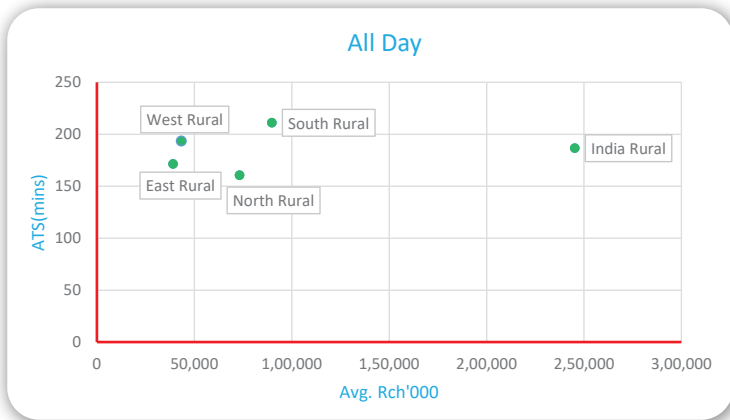 All Day
250
200
150
100
50
0
ATS(mins)
West Rural
South Rural
India Rural
East Rural
North Rural
0 50,000 1,00,000 1,50,000 2,00,000 2,50,000 3,00,000
Avg. Rch'000